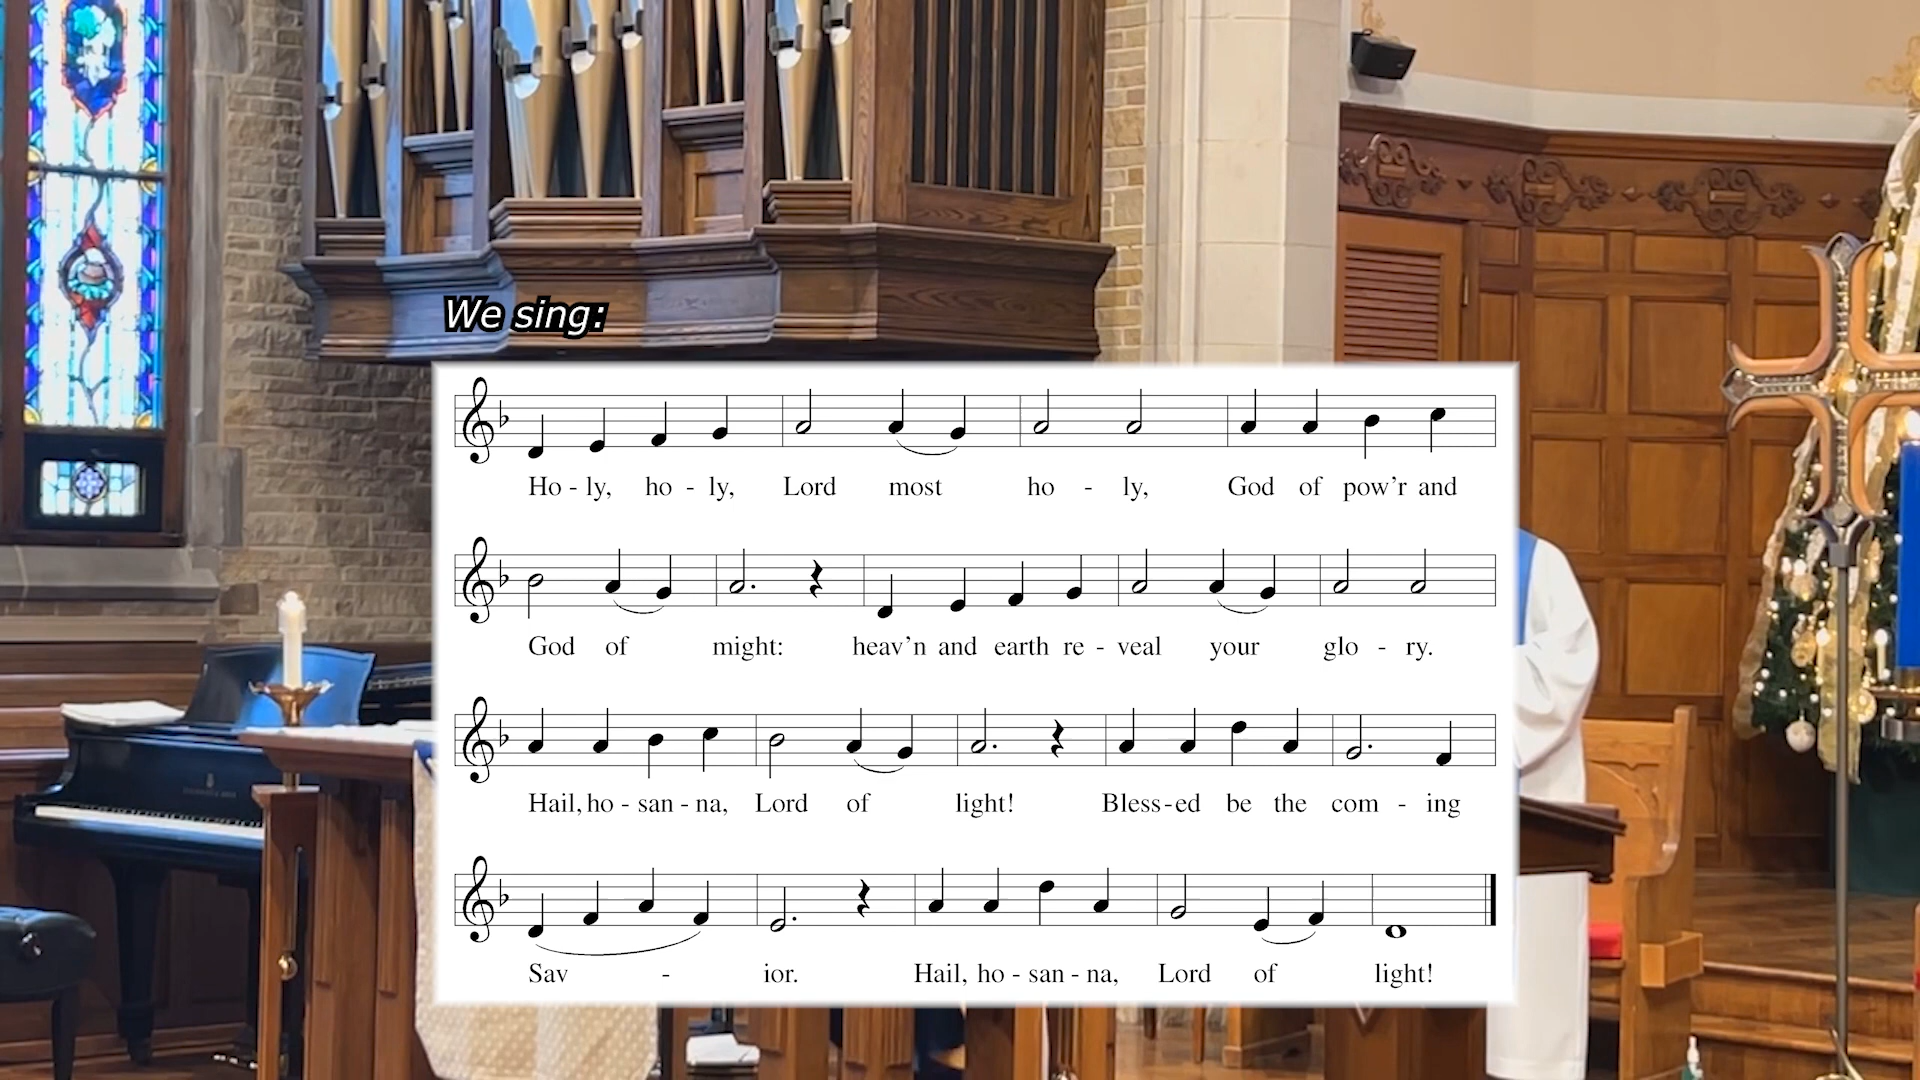 We sing:
Ho - ly, ho - ly, Lord most ho - ly, God of pow’r and
God of might: heav’n and earth re - veal your glo - ry.
Hail, ho - san - na, Lord of light! Bless - ed be the com - ing
Sav - ior. Hail, ho - san - na, Lord of light!